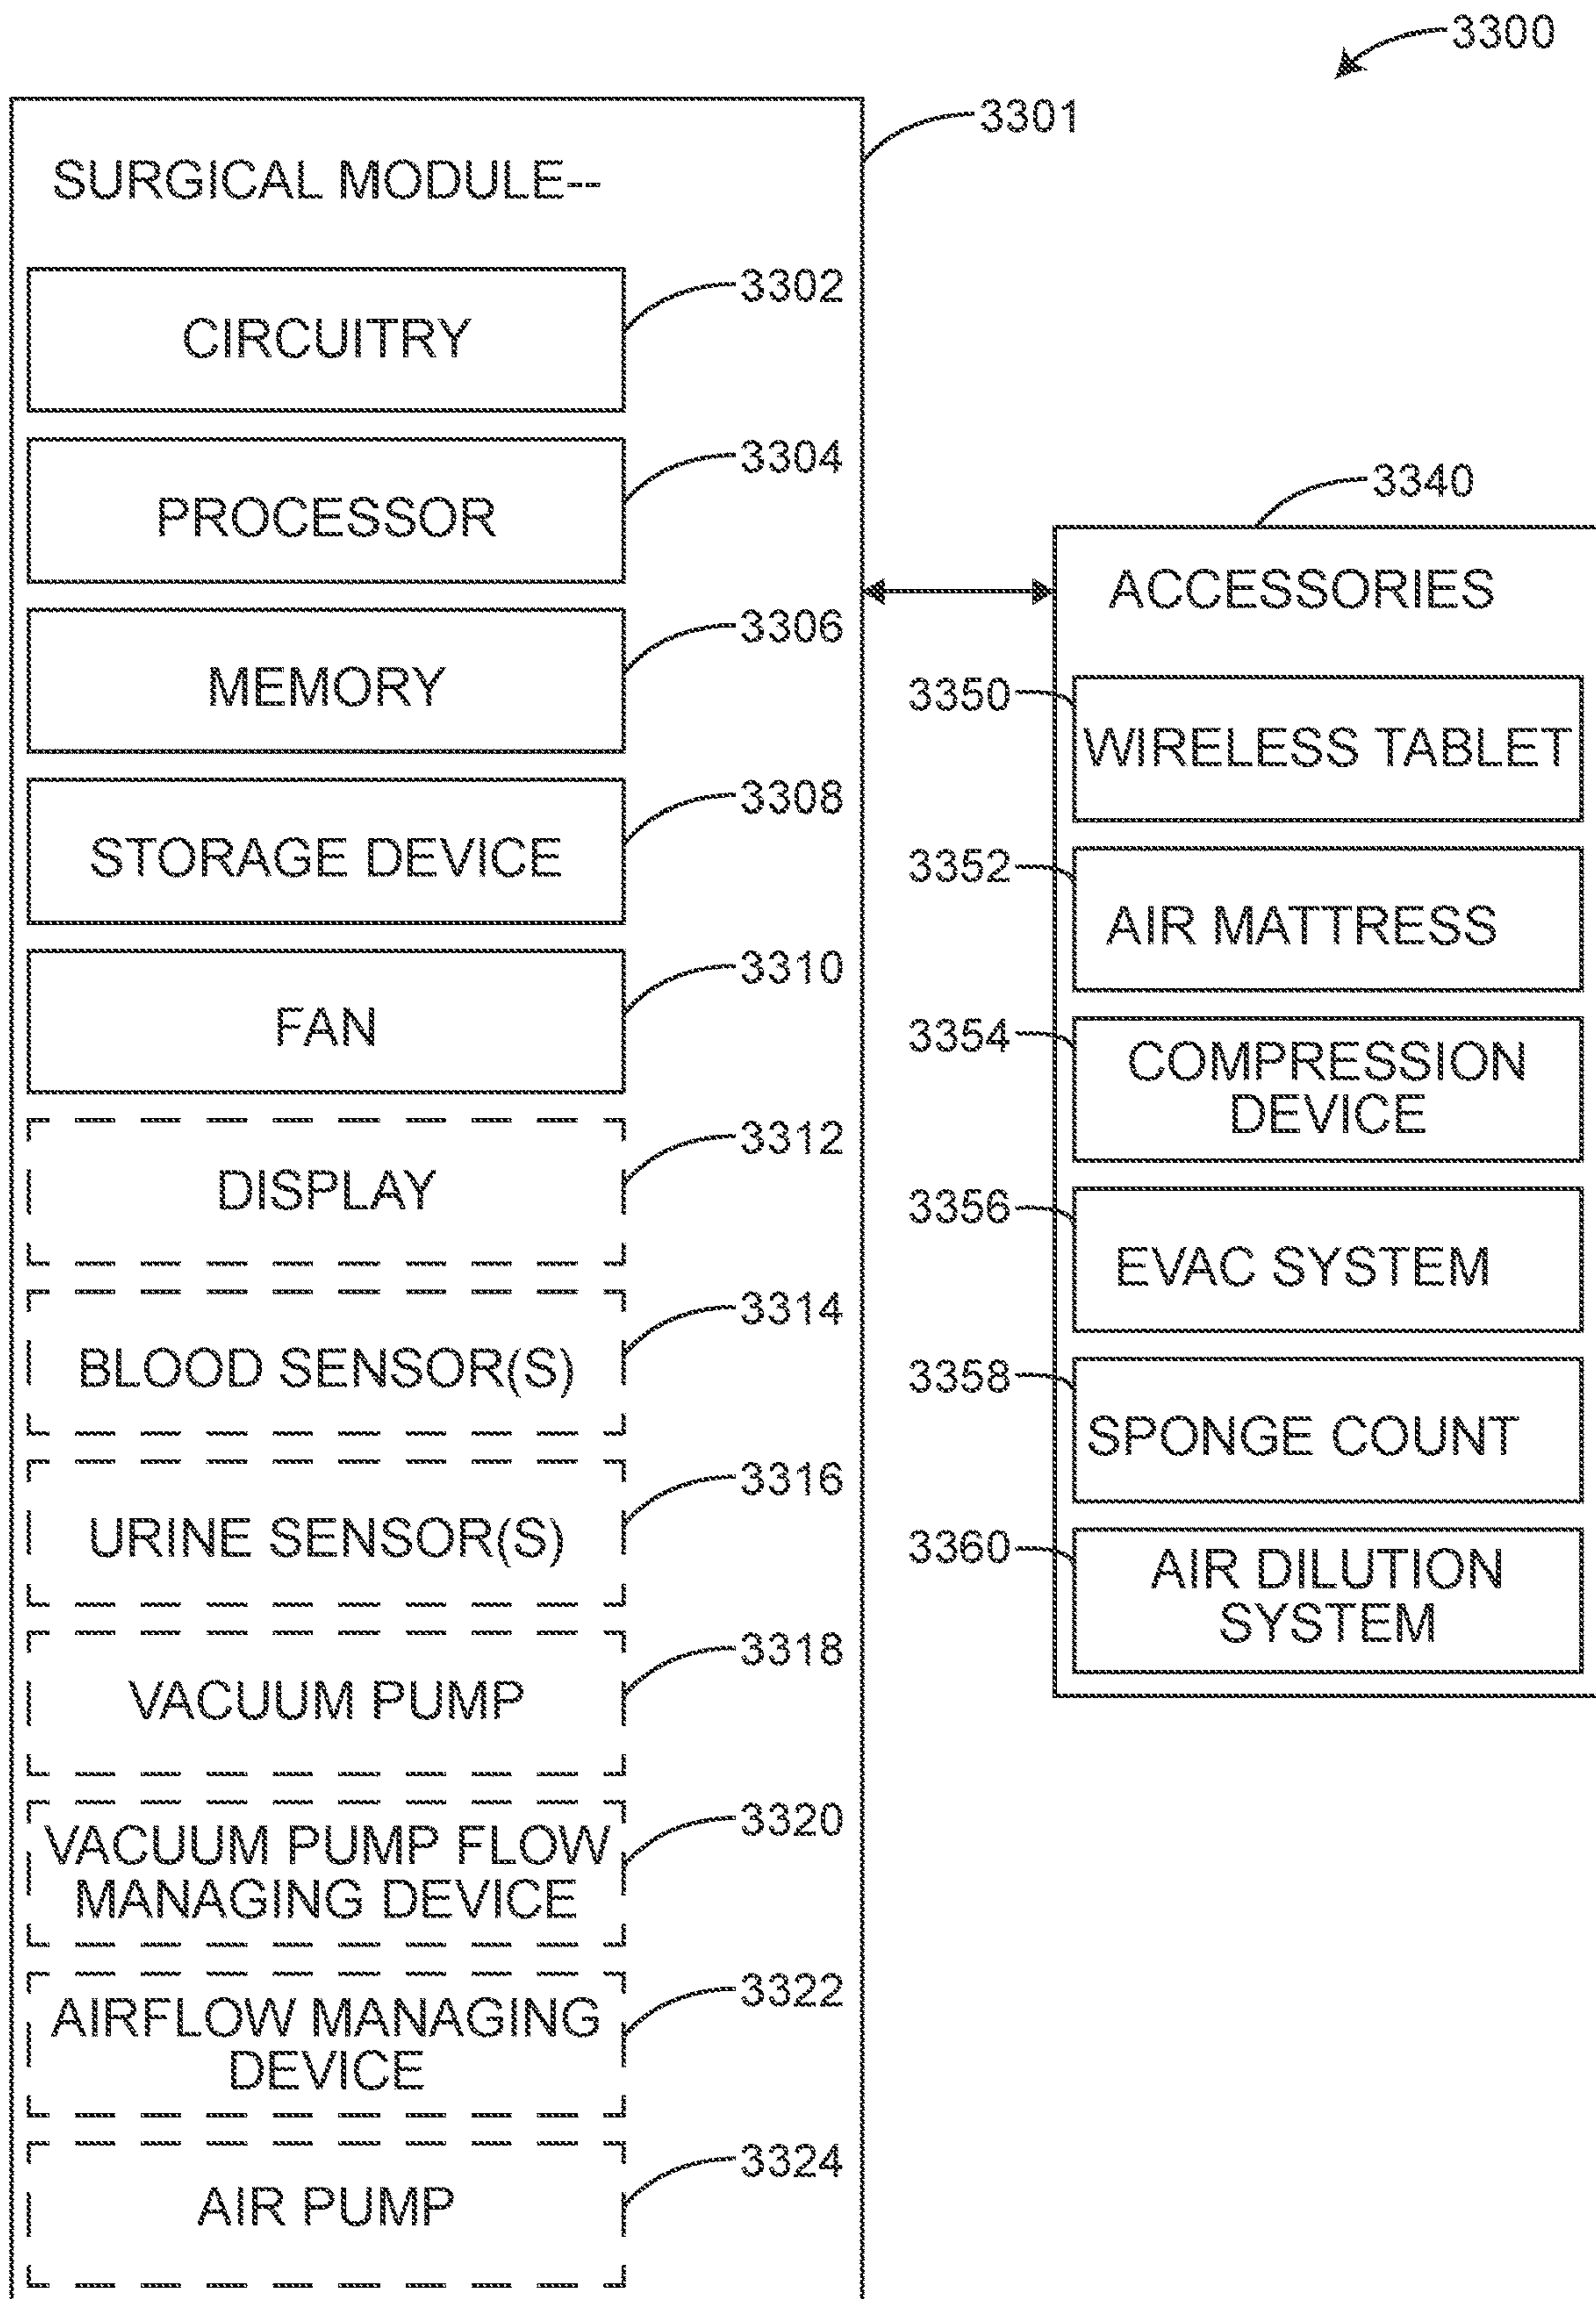 3300
3301
SURGICAL MODULE--
3302
CIRCUITRY
3304
PROCESSOR
3306
MEMORY
3308
STORAGE DEVICE
3310
FAN
3312
DISPLAY
3314
BLOOD SENSOR(S)
3316
URINE SENSOR(S)
3318
VACUUM PUMP
3320
VACUUM PUMP FLOW
MANAGING DEVICE
3322
AIRFLOW MANAGING
DEVICE
3324
AIR PUMP
3340
ACCESSORIES
3350
WIRELESS TABLET
3352
AIR MATTRESS
3354
COMPRESSION
DEVICE
3356
EVAC SYSTEM
3358
SPONGE COUNT
3360
AIR DILUTION
SYSTEM